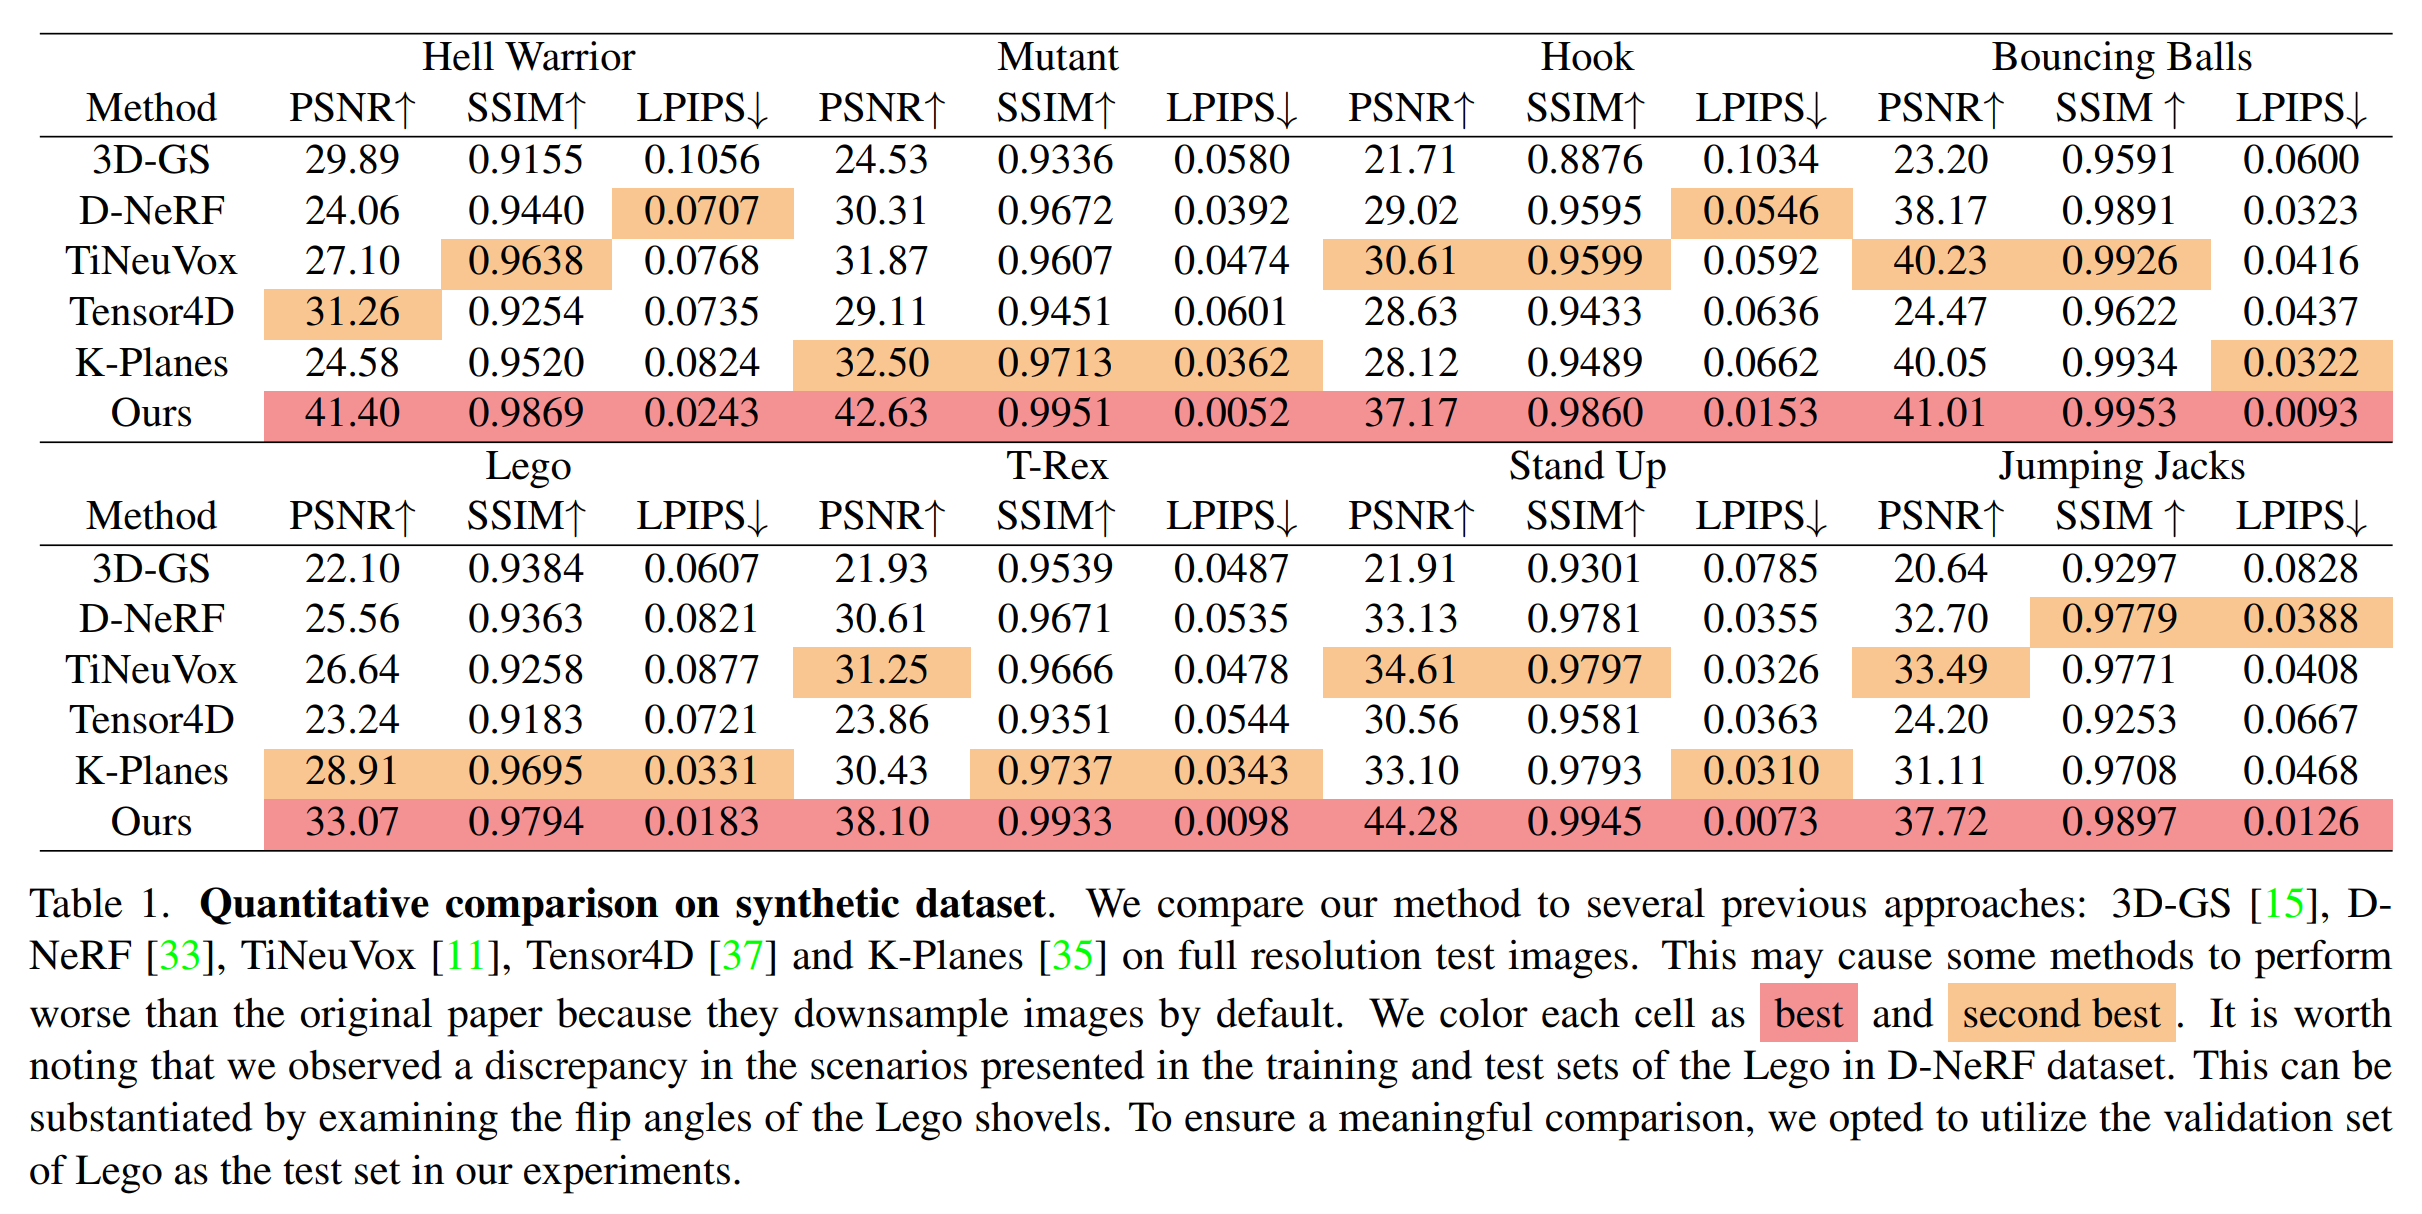 Hell Warrior Mutant Hook Bouncing Balls
Method PSNR↑ SSIM↑ LPIPS↓ PSNR↑ SSIM↑ LPIPS↓ PSNR↑ SSIM↑ LPIPS↓ PSNR↑ SSIM ↑ LPIPS↓
3D-GS 29.89 0.9155 0.1056 24.53 0.9336 0.0580 21.71 0.8876 0.1034 23.20 0.9591 0.0600
D-NeRF 24.06 0.9440 0.0707 30.31 0.9672 0.0392 29.02 0.9595 0.0546 38.17 0.9891 0.0323
TiNeuVox 27.10 0.9638 0.0768 31.87 0.9607 0.0474 30.61 0.9599 0.0592 40.23 0.9926 0.0416
Tensor4D 31.26 0.9254 0.0735 29.11 0.9451 0.0601 28.63 0.9433 0.0636 24.47 0.9622 0.0437
K-Planes 24.58 0.9520 0.0824 32.50 0.9713 0.0362 28.12 0.9489 0.0662 40.05 0.9934 0.0322
Ours 41.40 0.9869 0.0243 42.63 0.9951 0.0052 37.17 0.9860 0.0153 41.01 0.9953 0.0093
Lego T-Rex Stand Up Jumping Jacks
Method PSNR↑ SSIM↑ LPIPS↓ PSNR↑ SSIM↑ LPIPS↓ PSNR↑ SSIM↑ LPIPS↓ PSNR↑ SSIM ↑ LPIPS↓
3D-GS 22.10 0.9384 0.0607 21.93 0.9539 0.0487 21.91 0.9301 0.0785 20.64 0.9297 0.0828
D-NeRF 25.56 0.9363 0.0821 30.61 0.9671 0.0535 33.13 0.9781 0.0355 32.70 0.9779 0.0388
TiNeuVox 26.64 0.9258 0.0877 31.25 0.9666 0.0478 34.61 0.9797 0.0326 33.49 0.9771 0.0408
Tensor4D 23.24 0.9183 0.0721 23.86 0.9351 0.0544 30.56 0.9581 0.0363 24.20 0.9253 0.0667
K-Planes 28.91 0.9695 0.0331 30.43 0.9737 0.0343 33.10 0.9793 0.0310 31.11 0.9708 0.0468
Ours 33.07 0.9794 0.0183 38.10 0.9933 0.0098 44.28 0.9945 0.0073 37.72 0.9897 0.0126
Table 1. Quantitative comparison on synthetic dataset. We compare our method to several previous approaches: 3D-GS [15], D-
NeRF [33], TiNeuVox [11], Tensor4D [37] and K-Planes [35] on full resolution test images. This may cause some methods to perform
worse than the original paper because they downsample images by default. We color each cell as best and second best. It is worth
noting that we observed a discrepancy in the scenarios presented in the training and test sets of the Lego in D-NeRF dataset. This can be
substantiated by examining the flip angles of the Lego shovels. To ensure a meaningful comparison, we opted to utilize the validation set
of Lego as the test set in our experiments.